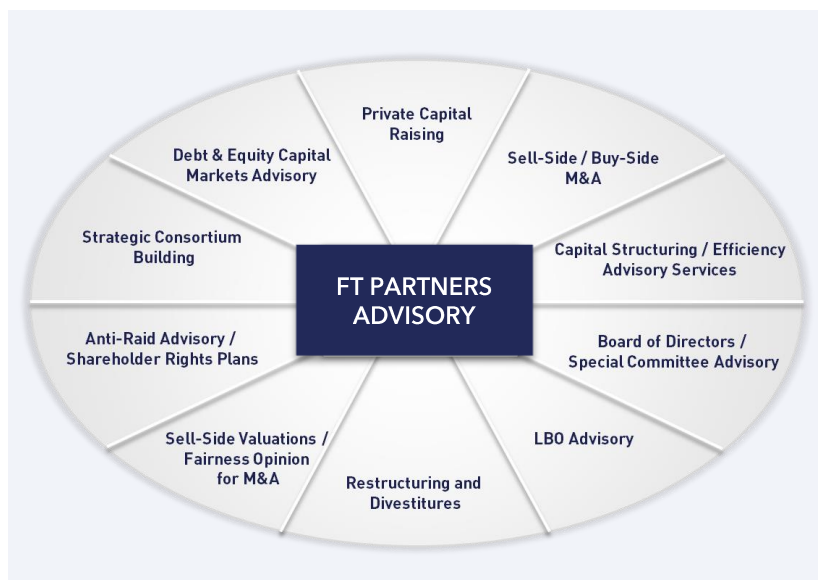 Private Capital
Raising
Debt & Equity Capital
Markets Advisory
Sell-Side / Buy-Side
M&A
Strategic Consortium
Building
Capital Structuring / Efficiency
Advisory Services
FT PARTNERS
ADVISORY
Anti-Raid Advisory /
Shareholder Rights Plans
Board of Directors /
Special Committee Advisory
Sell-Side Valuations /
Fairness Opinion
for M&A
LBO Advisory
Restructuring and
Divestitures